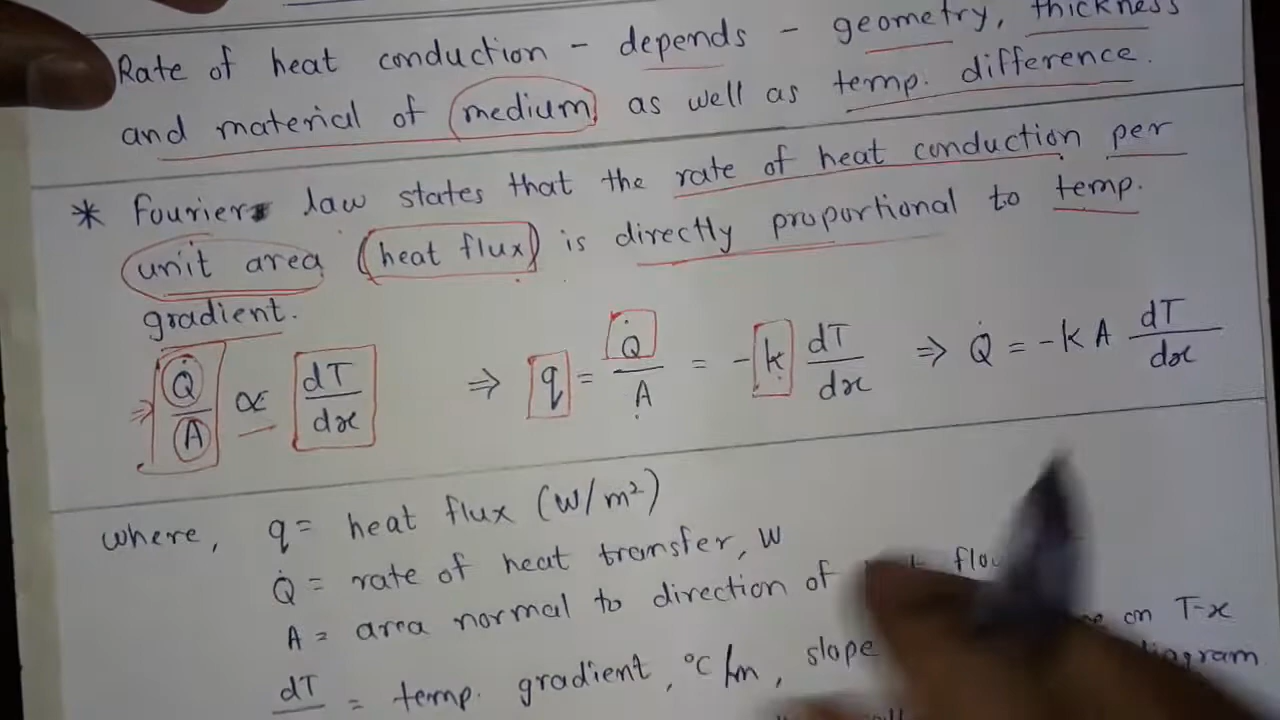 Rate of heat conduction - depends - geometry, thickness
and material of medium as well as temp. difference.
* Fourier law states that the rate of heat conduction per
unit area (heat flux) is directly proportional to temp.
gradient.
⇒ Q̇/A ∝ dT/dx ⇒ q = Q̇/A = -k dT/dx ⇒ Q̇ = -KA dT/dx
where, q = heat flux (W/m²)
Q̇ = rate of heat transfer, W
A = area normal to direction of flow
dT = temp. gradient, °C/m, slope on T-x